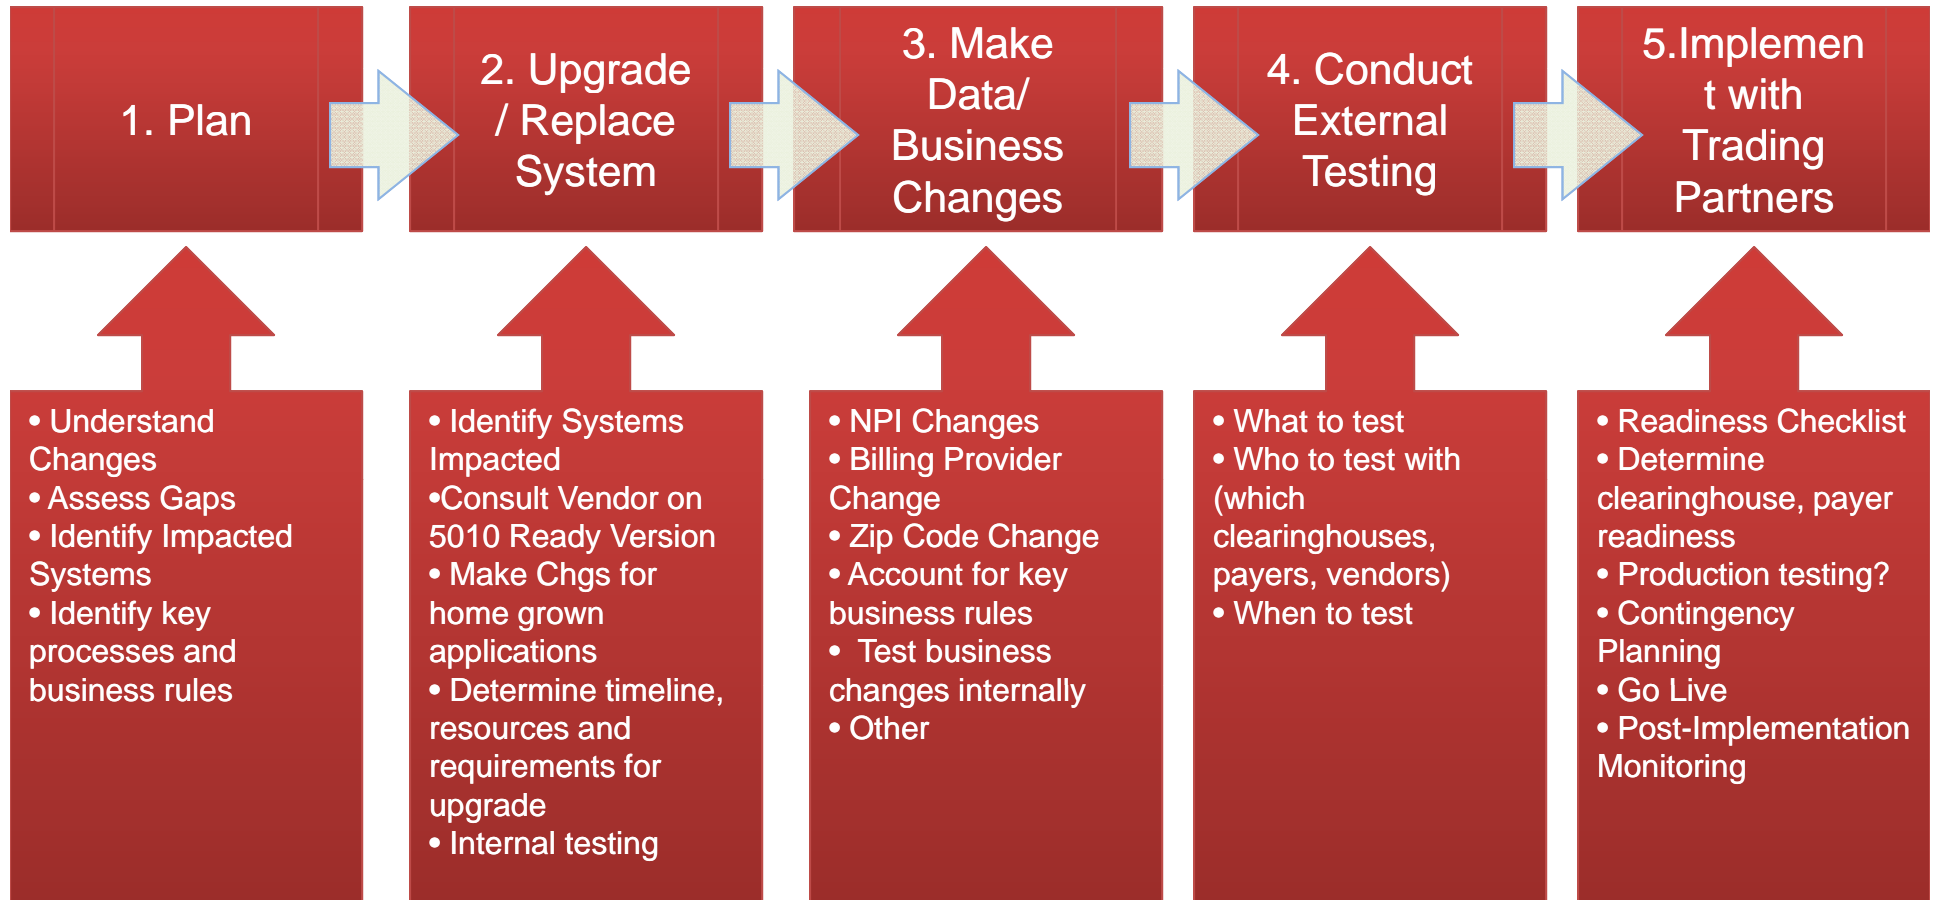 1. Plan
2. Upgrade
/ Replace
System
3. Make
Data/
Business
Changes
4. Conduct
External
Testing
5.Implemen
t with
Trading
Partners
• Understand
Changes
• Assess Gaps
• Identify Impacted
Systems
• Identify key
processes and
business rules
• Identify Systems
Impacted
•Consult Vendor on
5010 Ready Version
• Make Chgs for
home grown
applications
• Determine timeline,
resources and
requirements for
upgrade
• Internal testing
• NPI Changes
• Billing Provider
Change
• Zip Code Change
• Account for key
business rules
• Test business
changes internally
• Other
• What to test
• Who to test with
(which
clearinghouses,
payers, vendors)
• When to test
• Readiness Checklist
• Determine
clearinghouse, payer
readiness
• Production testing?
• Contingency
Planning
• Go Live
• Post-Implementation
Monitoring